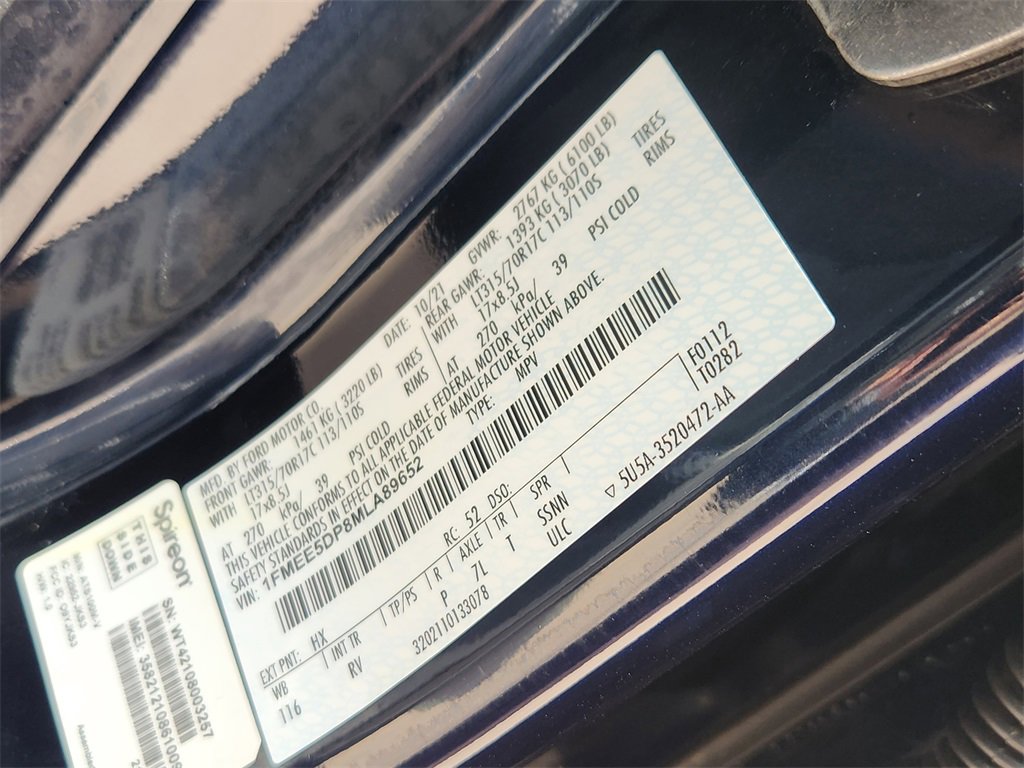 MFD. BY FORD MOTOR CO.
DATE: 10/21
GVWR: 2767 KG ( 6100 LB)
FRONT GAWR: 1461 KG ( 3220 LB)
REAR GAWR: 1393 KG ( 3070 LB)
WITH LT315/70R17C 113/110S TIRES
WITH LT315/70R17C 113/110S TIRES
17x8.5J RIMS
17x8.5J RIMS
AT 270 kPa/ 39 PSI COLD
AT 270 kPa/ 39 PSI COLD
THIS VEHICLE CONFORMS TO ALL APPLICABLE FEDERAL MOTOR VEHICLE
SAFETY STANDARDS IN EFFECT ON THE DATE OF MANUFACTURE SHOWN ABOVE.
VIN: 1FMEE5DP8MLA89652
TYPE: MPV
EXT PNT: HX RC: 52 DSO:
F0112
T0282
WB INT TR TP/PS R AXLE TR SPR
116 RV P 7L T SSNN
3202110133078 ULC
▽ 5U5A-3520472-AA
Spireon
THIS
SIDE
DOWN
SN: WT42109003257